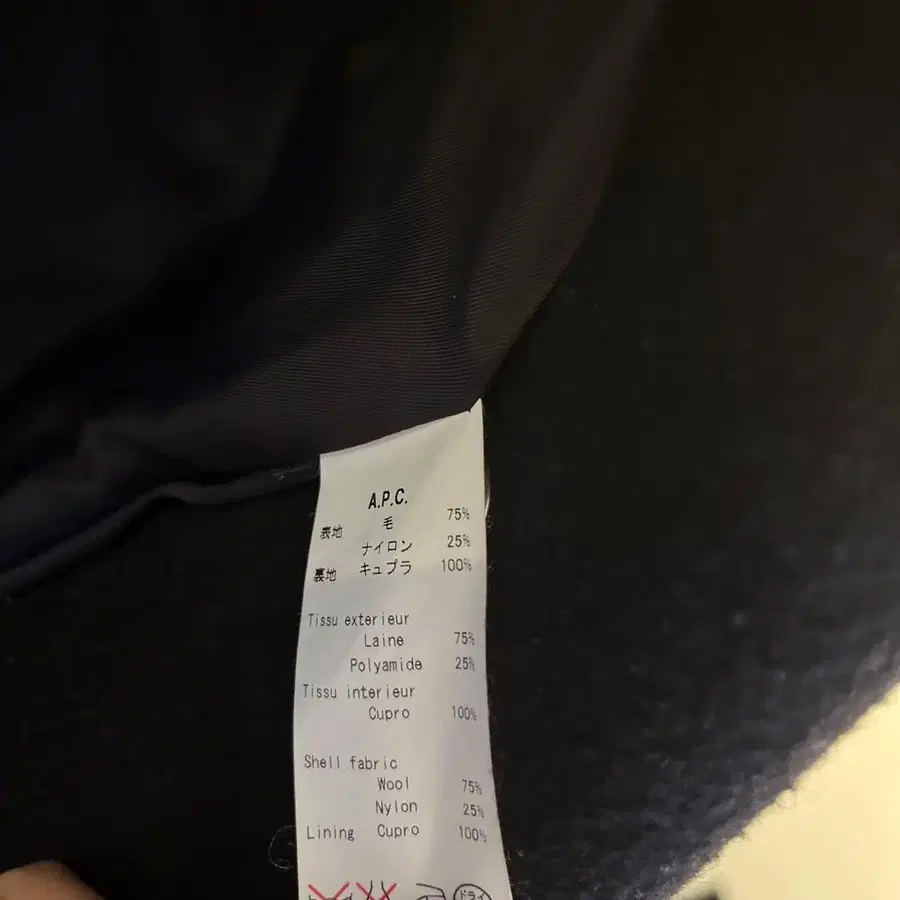 A.P.C.
表地 毛 75%
ナイロン 25%
裏地 キュプラ 100%
Tissu exterieur
Laine 75%
Polyamide 25%
Tissu interieur
Cupro 100%
Shell fabric
Wool 75%
Nylon 25%
Lining Cupro 100%
ドライ